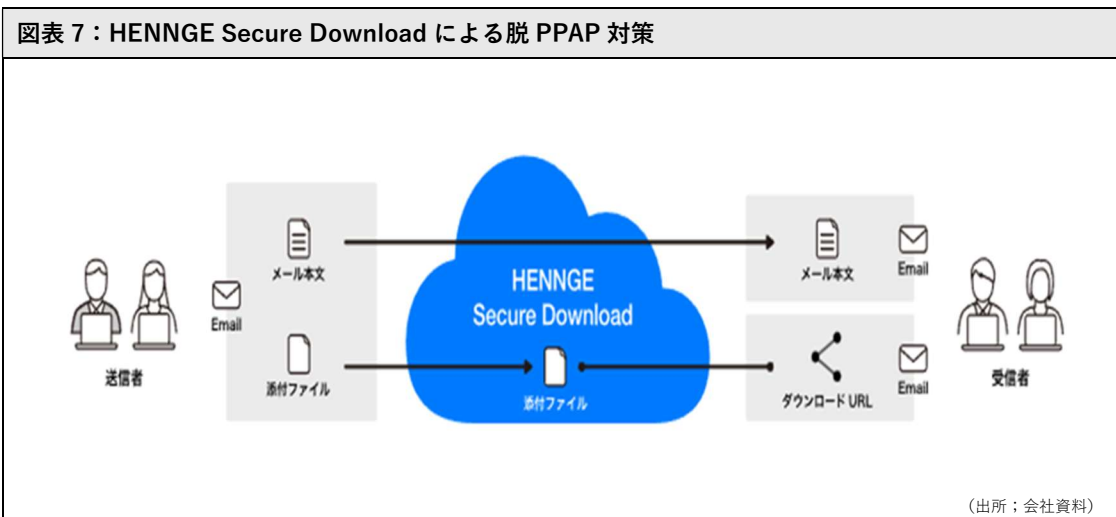 図表 7：HENNGE Secure Download による脱 PPAP 対策
メール本文
Email
添付ファイル
送信者
HENNGE
Secure Download
添付ファイル
メール本文
Email
ダウンロード URL
Email
受信者
（出所；会社資料）